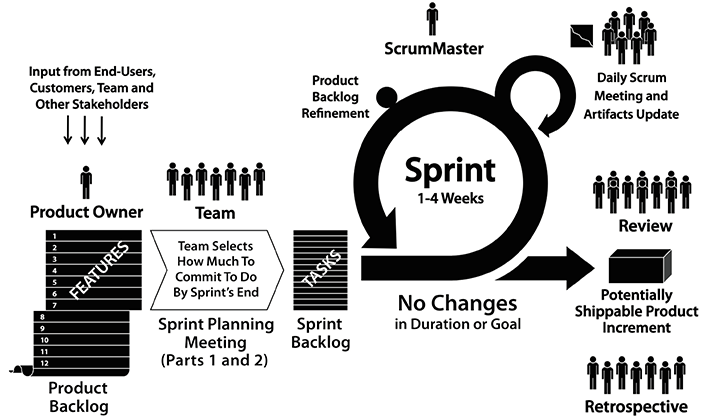 ScrumMaster
Input from End-Users,
Customers, Team and
Other Stakeholders
Product
Backlog
Refinement
Daily Scrum
Meeting and
Artifacts Update
Sprint
1-4 Weeks
Product Owner
Team
Review
1
2
3
4
5
6
7
8
9
10
11
12
FEATURES
Team Selects
How Much To
Commit To Do
By Sprint's End
TASKS
No Changes
in Duration or Goal
Potentially
Shippable Product
Increment
Sprint Planning
Meeting
(Parts 1 and 2)
Sprint
Backlog
Product
Backlog
Retrospective